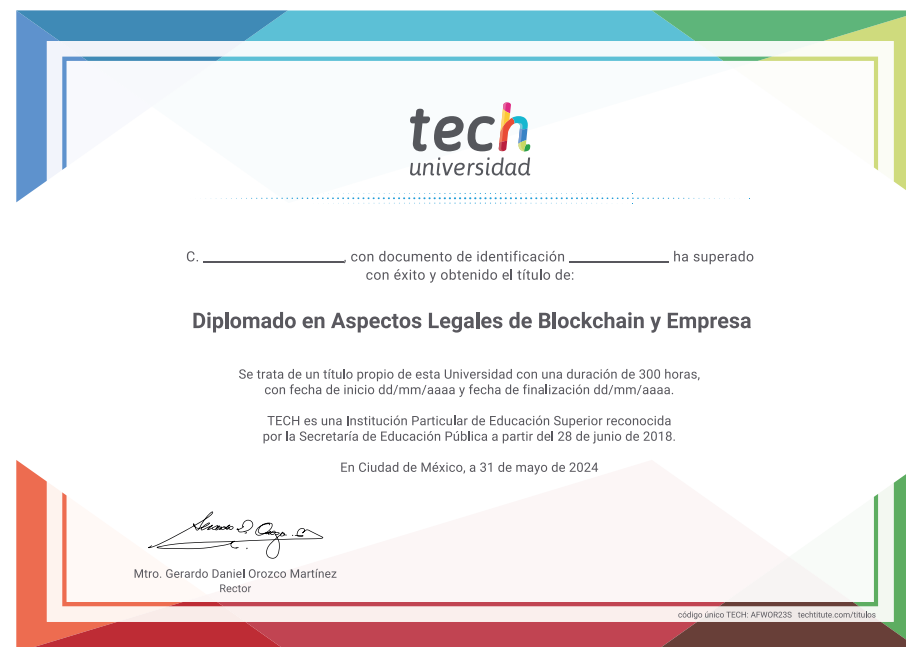 tech
universidad
C. ____________, con documento de identificación ____________ ha superado
con éxito y obtenido el título de:
Diplomado en Aspectos Legales de Blockchain y Empresa
Se trata de un título propio de esta Universidad con una duración de 300 horas,
con fecha de inicio dd/mm/aaaa y fecha de finalización dd/mm/aaaa.
TECH es una Institución Particular de Educación Superior reconocida
por la Secretaría de Educación Pública a partir del 28 de junio de 2018.
En Ciudad de México, a 31 de mayo de 2024
Mtro. Gerardo Daniel Orozco Martínez
Rector
código único TECH: AFWOR23S techtitute.com/titulos